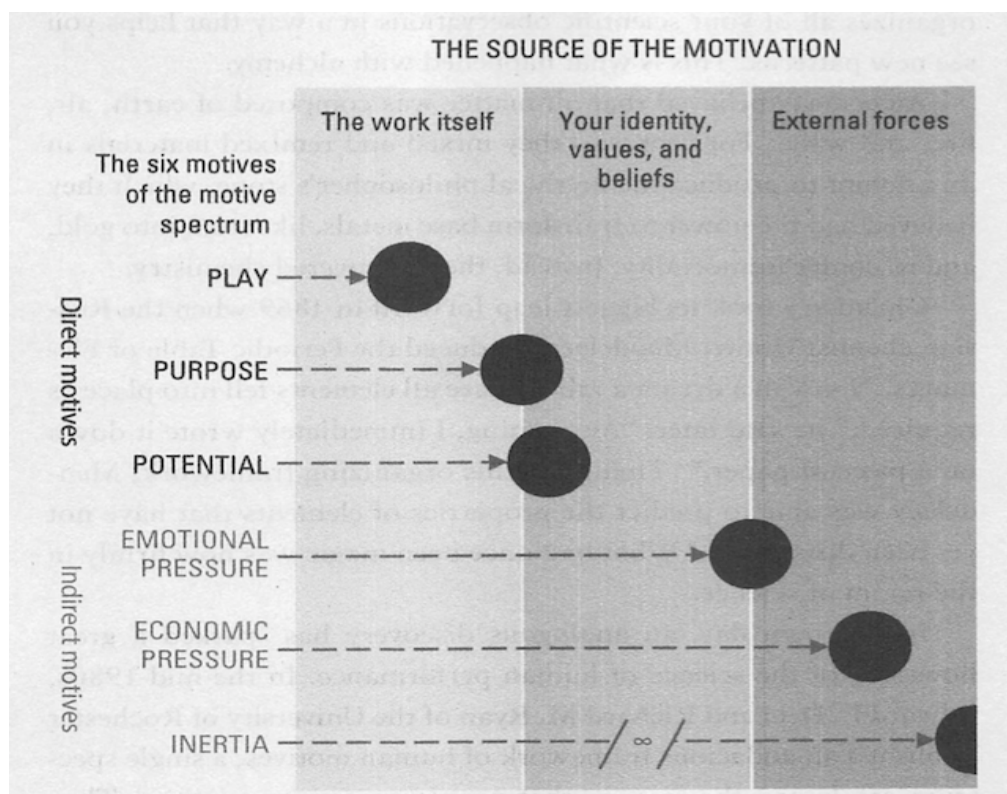 THE SOURCE OF THE MOTIVATION
The work itself
Your identity,
values, and
beliefs
External forces
The six motives
of the motive
spectrum
Direct motives
PLAY
PURPOSE
POTENTIAL
Indirect motives
EMOTIONAL
PRESSURE
ECONOMIC
PRESSURE
INERTIA
∞